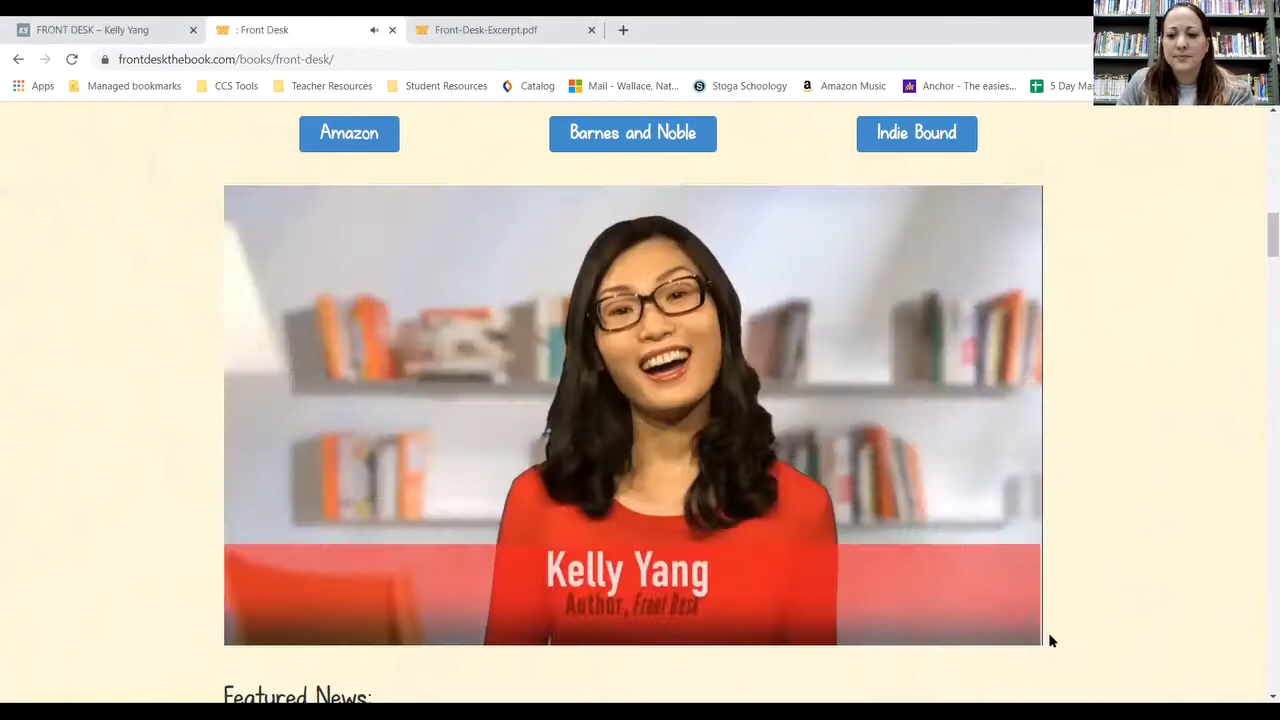 FRONT DESK – Kelly Yang
: Front Desk
Front-Desk-Excerpt.pdf
frontdeskthebook.com/books/front-desk/
Apps
Managed bookmarks
CCS Tools
Teacher Resources
Student Resources
Catalog
Mail - Wallace, Nat...
Stoga Schoology
Amazon Music
Anchor - The easies...
5 Day Ma
Amazon
Barnes and Noble
Indie Bound
Kelly Yang
Author, Front Desk
Featured News: